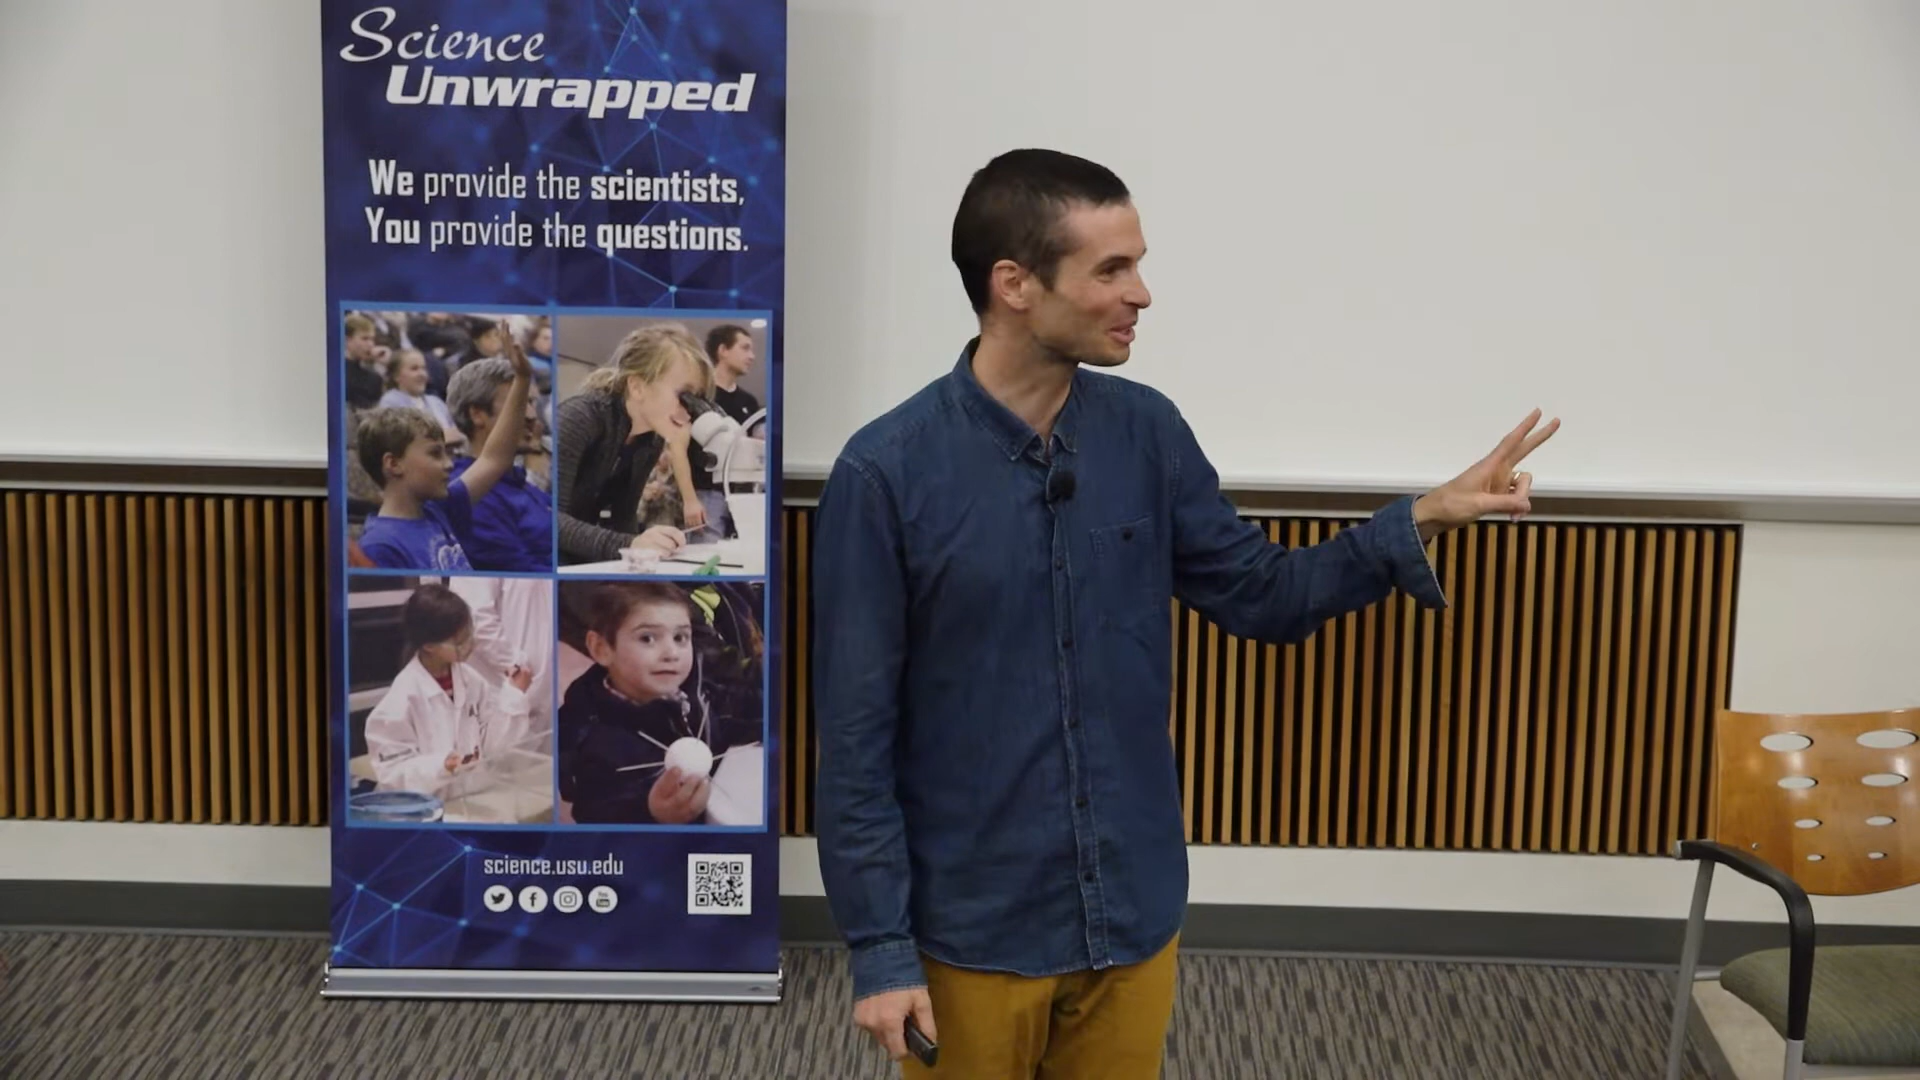 Science
Unwrapped
We provide the scientists,
You provide the questions.
science.usu.edu